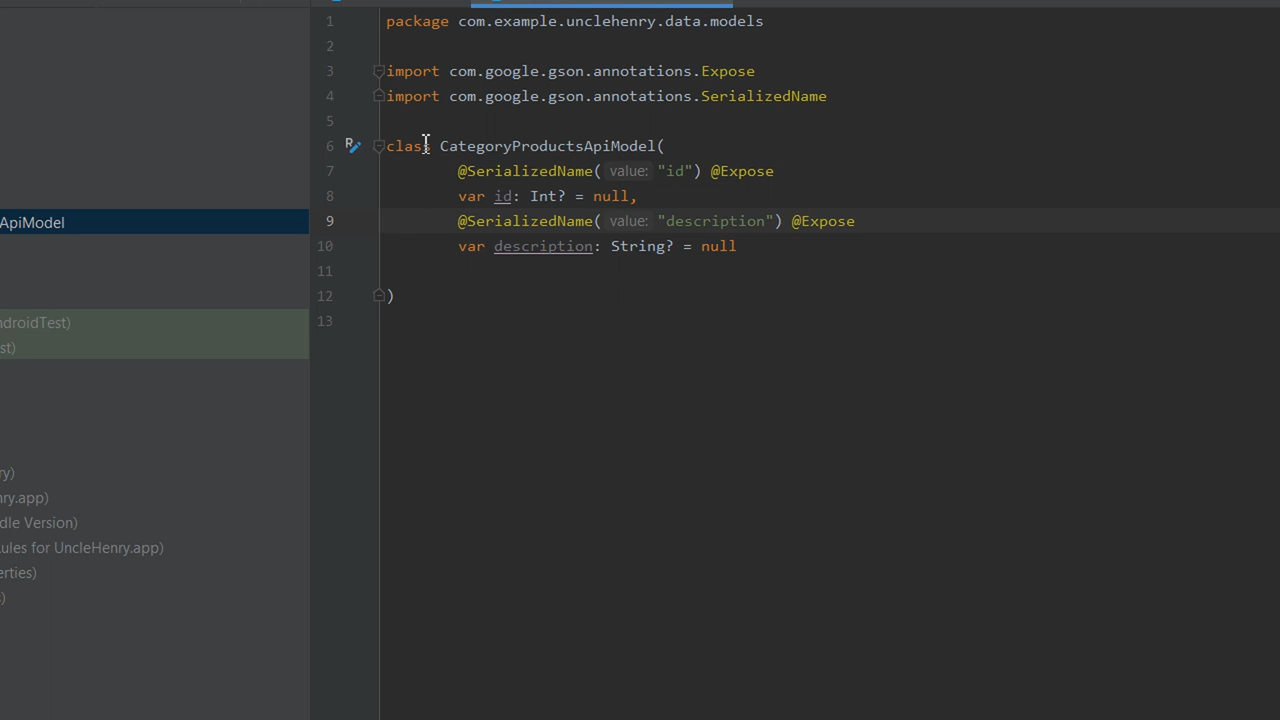 1 package com.example.unclehenry.data.models
2
3 import com.google.gson.annotations.Expose
4 import com.google.gson.annotations.SerializedName
5
6 class CategoryProductsApiModel(
7 @SerializedName( value: "id") @Expose
8 var id: Int? = null,
ApiModel
9 @SerializedName( value: "description") @Expose
10 var description: String? = null
11
12 )
13
ndroidTest)
st)
ry)
nry.app)
dle Version)
ules for UncleHenry.app)
erties)
s)